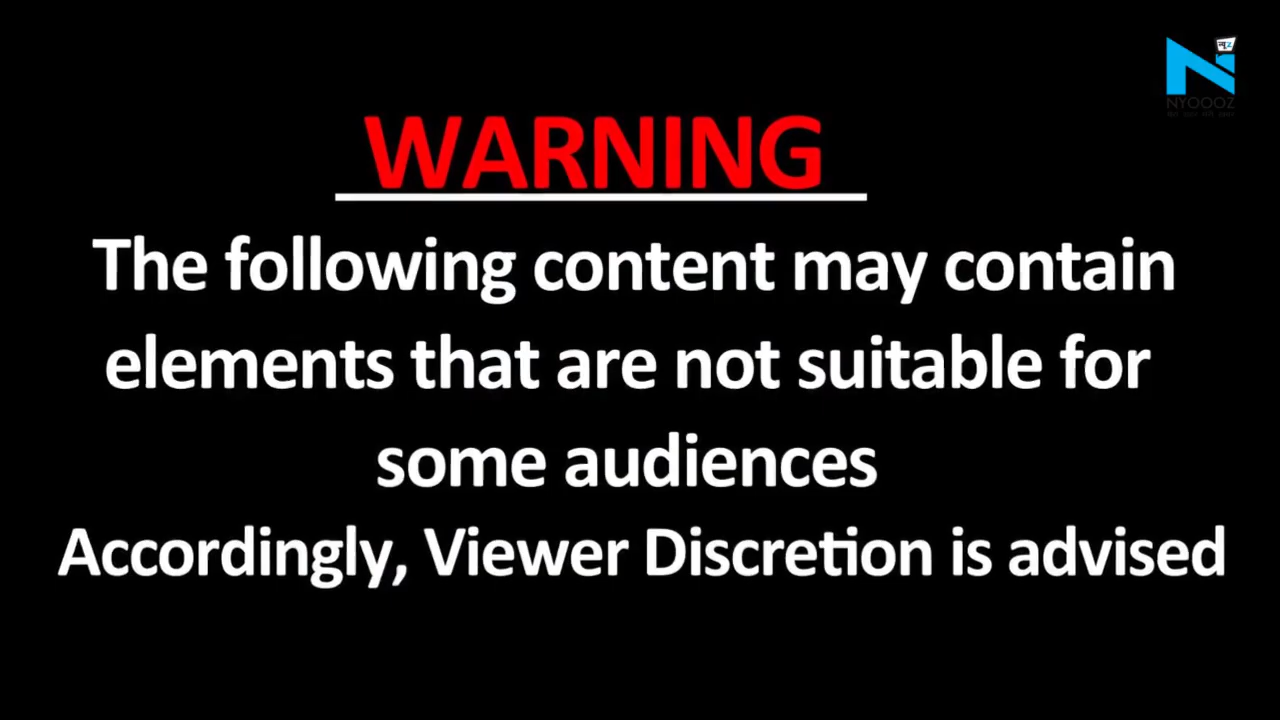 न्यूz
NYOOOZ
WARNING
The following content may contain
elements that are not suitable for
some audiences
Accordingly, Viewer Discretion is advised